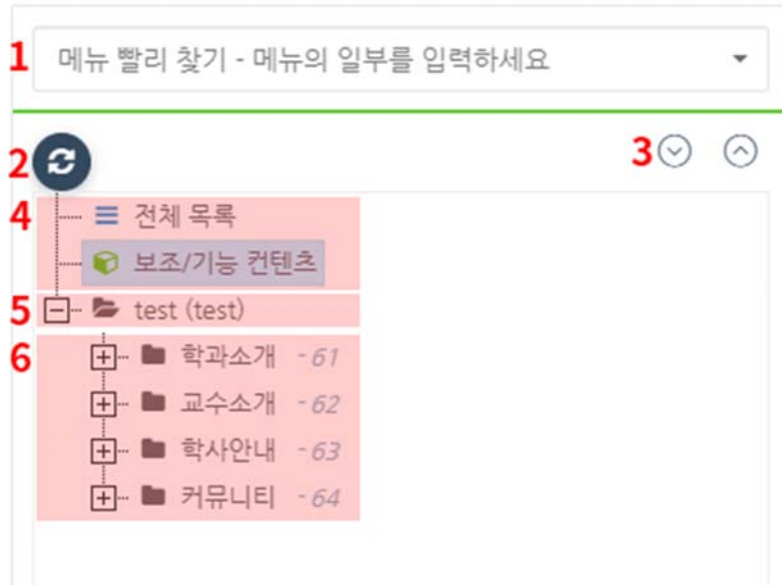 1 메뉴 빨리 찾기 - 메뉴의 일부를 입력하세요
2 3
4 전체 목록
보조/기능 컨텐츠
5 test (test)
6 학과소개 - 61
교수소개 - 62
학사안내 - 63
커뮤니티 - 64